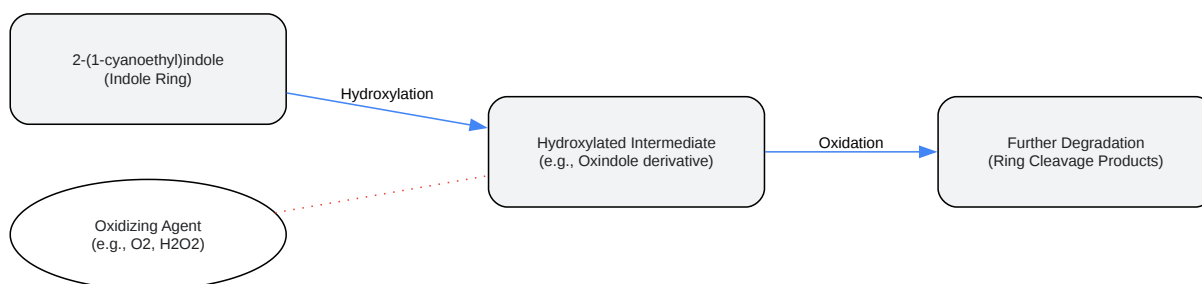 2-(1-cyanoethyl)indole
(Indole Ring)
Hydroxylation
Hydroxylated Intermediate
(e.g., Oxindole derivative)
Oxidation
Further Degradation
(Ring Cleavage Products)
Oxidizing Agent
(e.g., O2, H2O2)